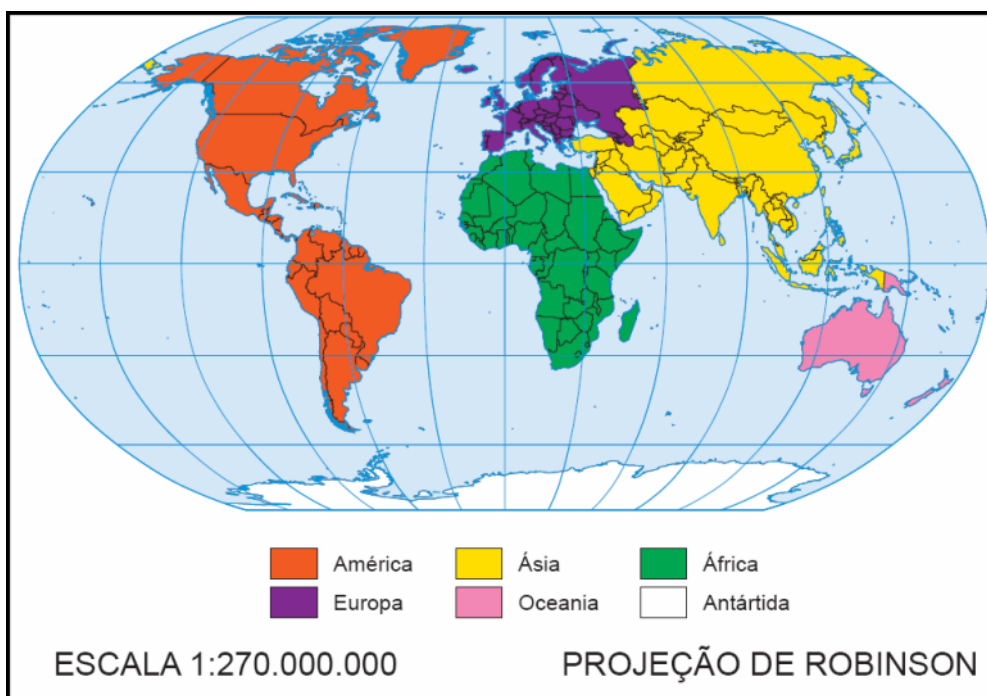 América Ásia África
Europa Oceania Antártida
ESCALA 1:270.000.000 PROJEÇÃO DE ROBINSON